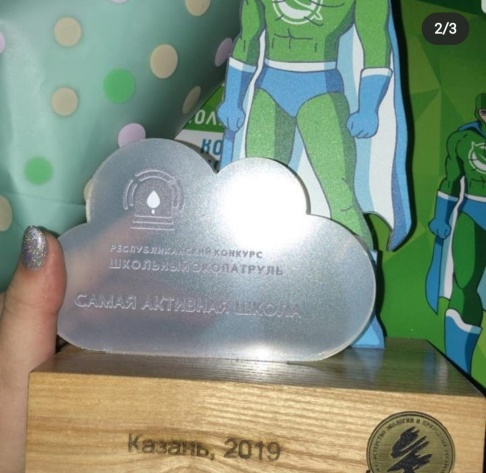 2/3
РЕСПУБЛИКАНСКИЙ КОНКУРС
ШКОЛЬНЫЙ ЭКОПАТРУЛЬ
САМАЯ АКТИВНАЯ ШКОЛА
Казань, 2019